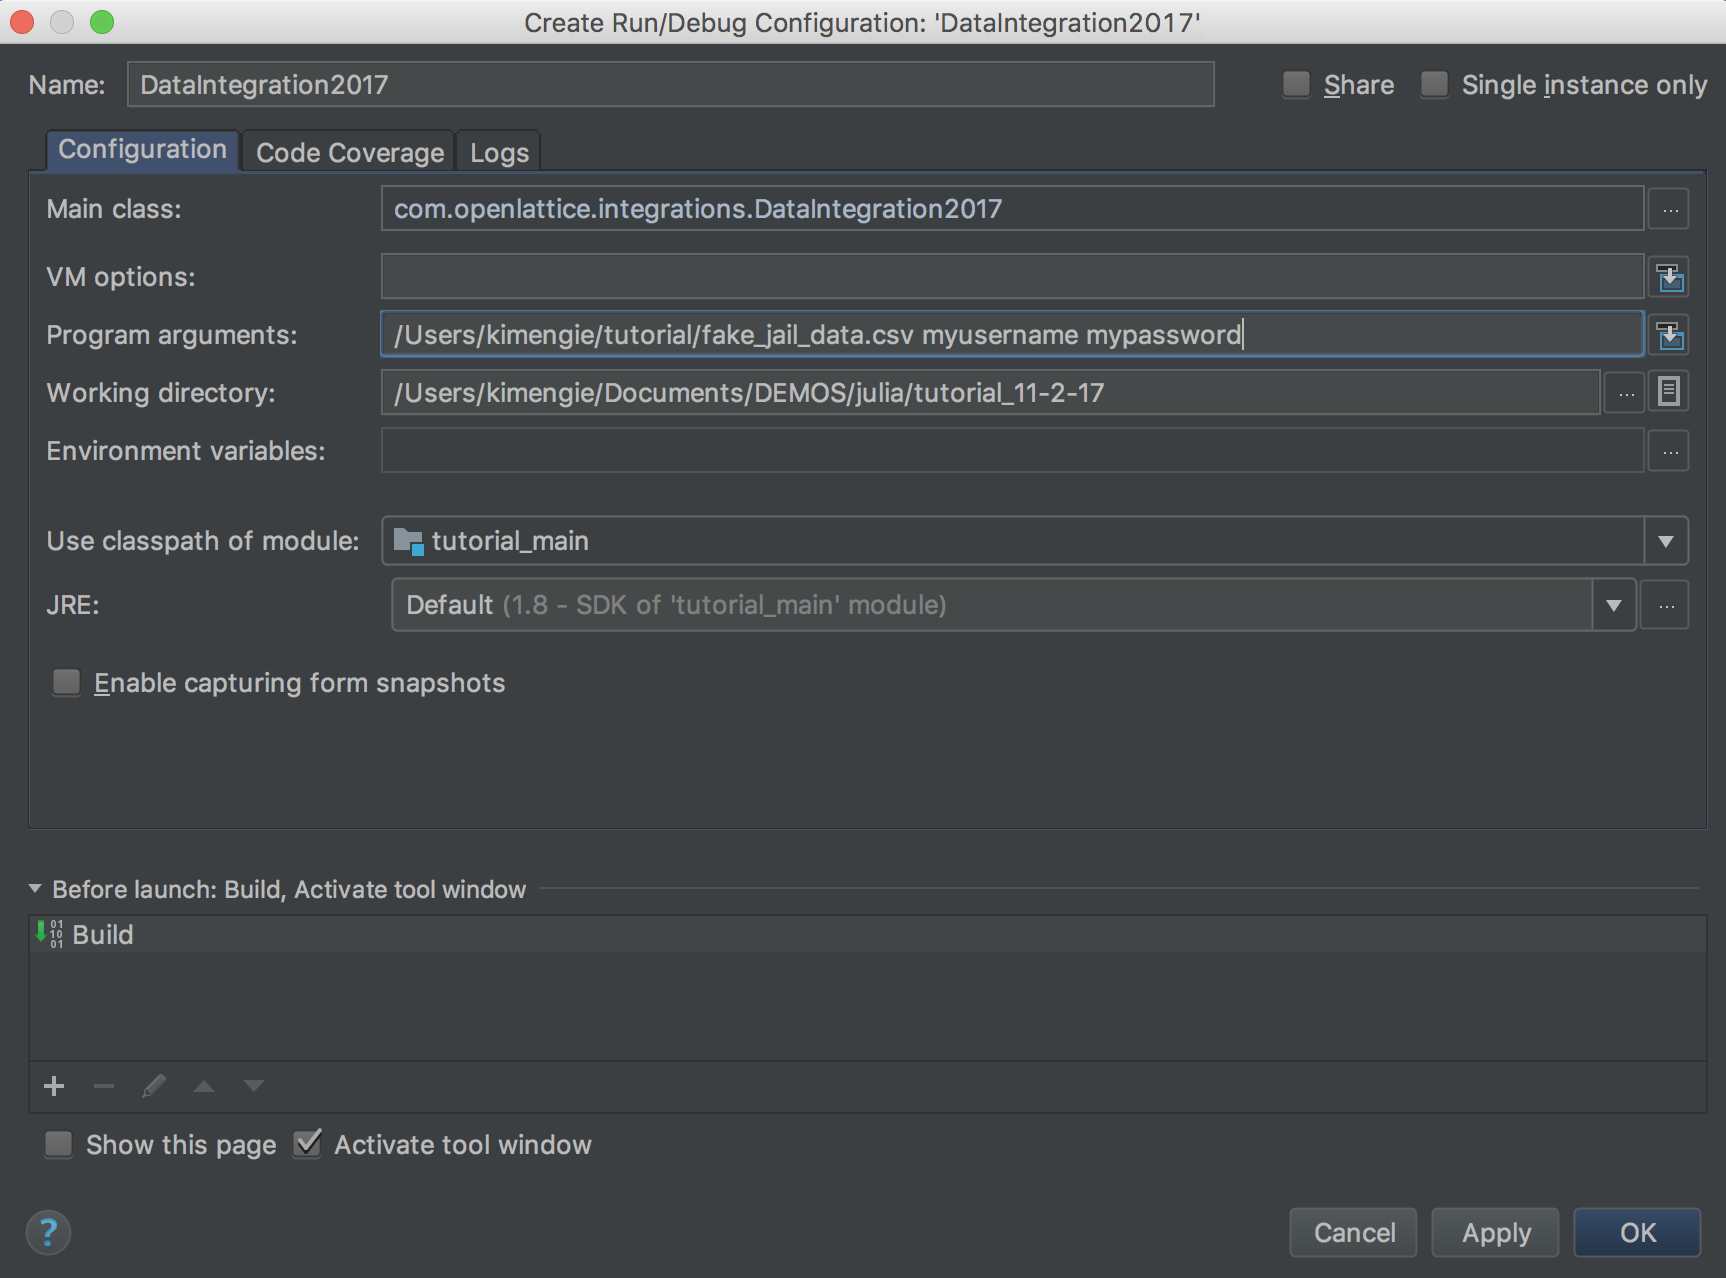 Create Run/Debug Configuration: 'DataIntegration2017'
Name: DataIntegration2017 Share Single instance only
Configuration Code Coverage Logs
Main class: com.openlattice.integrations.DataIntegration2017 ...
VM options:
Program arguments: /Users/kimengie/tutorial/fake_jail_data.csv myusername mypassword
Working directory: /Users/kimengie/Documents/DEMOS/julia/tutorial_11-2-17 ...
Environment variables: ...
Use classpath of module: tutorial_main
JRE: Default (1.8 - SDK of 'tutorial_main' module) ...
Enable capturing form snapshots
Before launch: Build, Activate tool window
01
10
01
Build
Show this page Activate tool window
? Cancel Apply OK